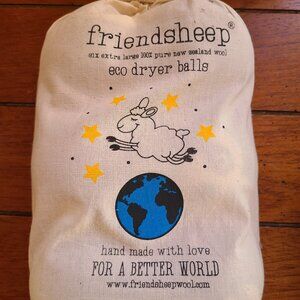 friendsheep®
six extra large 100% pure new zealand wool
eco dryer balls
hand made with love
FOR A BETTER WORLD
www.friendsheepwool.com